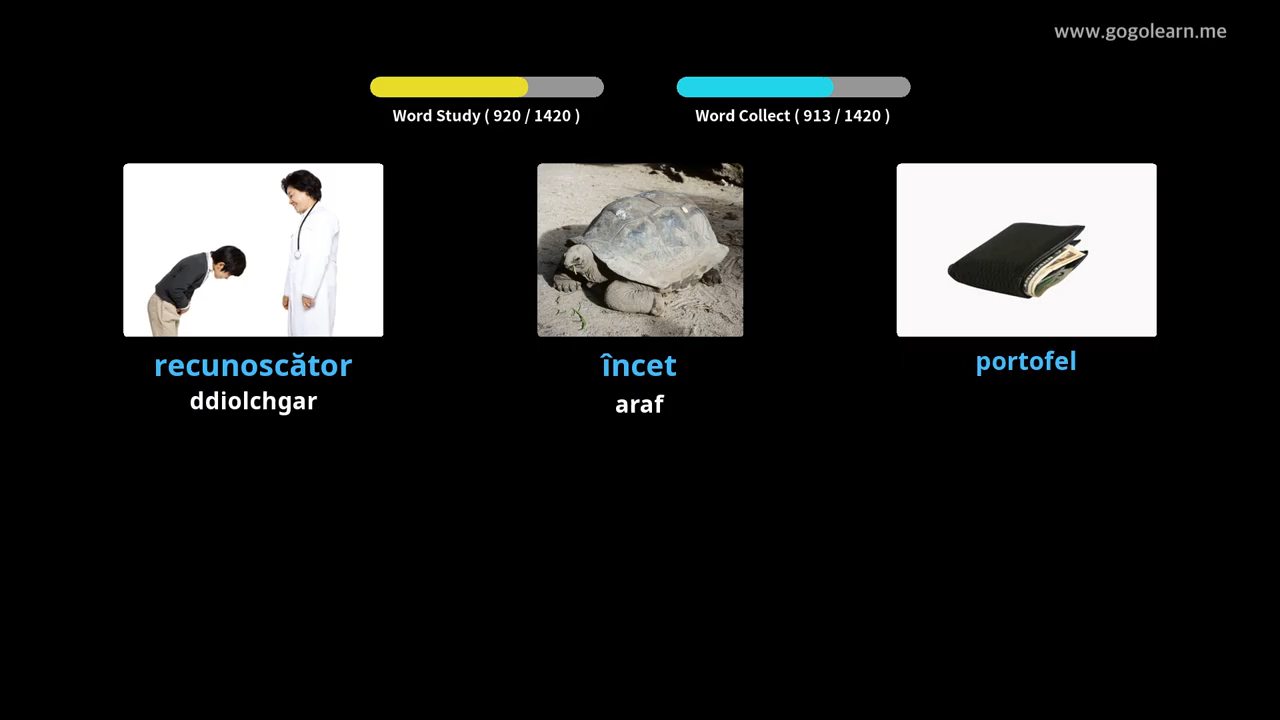 www.gogolearn.me
Word Study ( 920 / 1420 )
Word Collect ( 913 / 1420 )
recunoscător
ddiolchgar
încet
araf
portofel